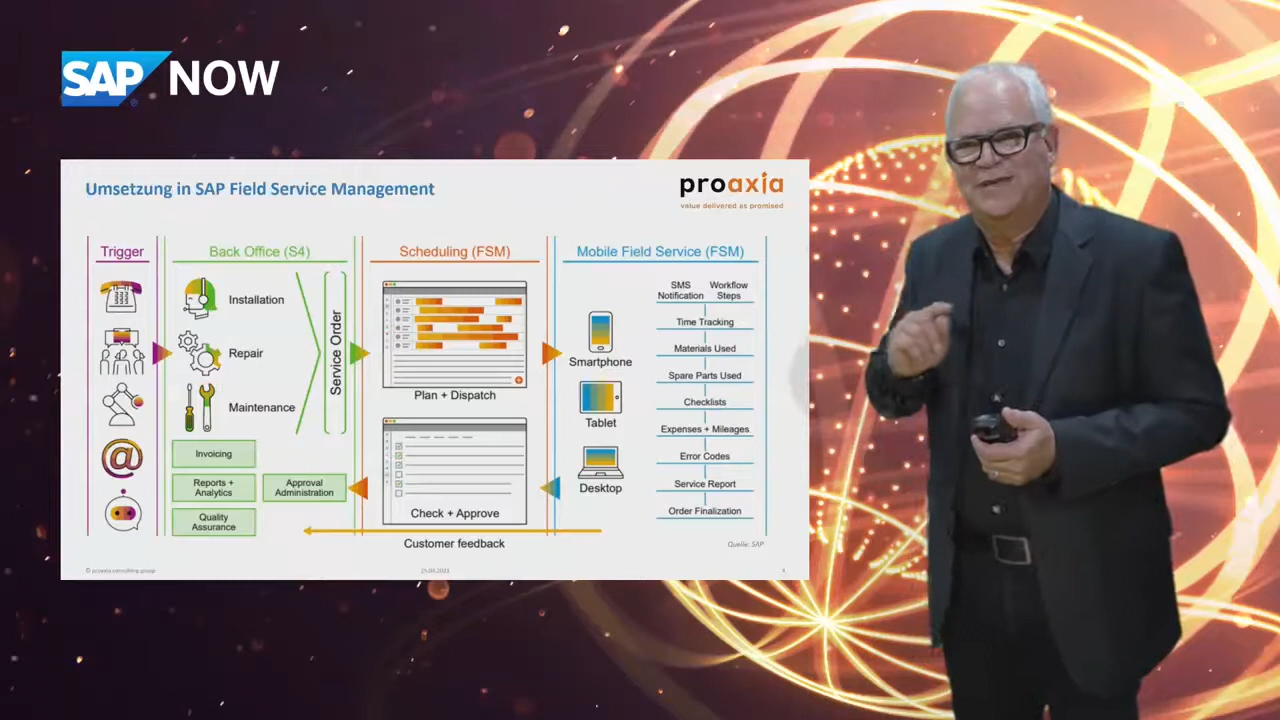 SAP NOW
Umsetzung in SAP Field Service Management
proaxia
value delivered as promised
Trigger
Back Office (S4)
Scheduling (FSM)
Mobile Field Service (FSM)
Installation
Repair
Maintenance
Service Order
Invoicing
Reports +
Analytics
Approval
Administration
Quality
Assurance
Plan + Dispatch
Check + Approve
Customer feedback
Smartphone
Tablet
Desktop
SMS
Notification
Workflow
Steps
Time Tracking
Materials Used
Spare Parts Used
Checklists
Expenses + Mileages
Error Codes
Service Report
Order Finalization
Quelle: SAP
© proaxia consulting group